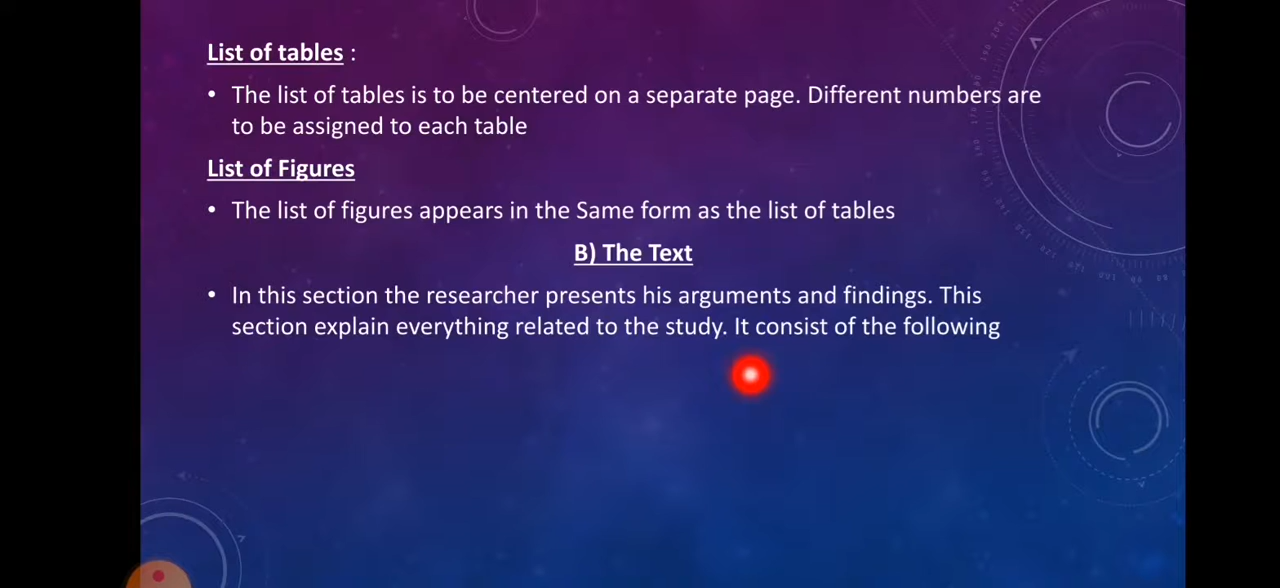 List of tables :
• The list of tables is to be centered on a separate page. Different numbers are
to be assigned to each table
List of Figures
• The list of figures appears in the Same form as the list of tables
B) The Text
• In this section the researcher presents his arguments and findings. This
section explain everything related to the study. It consist of the following